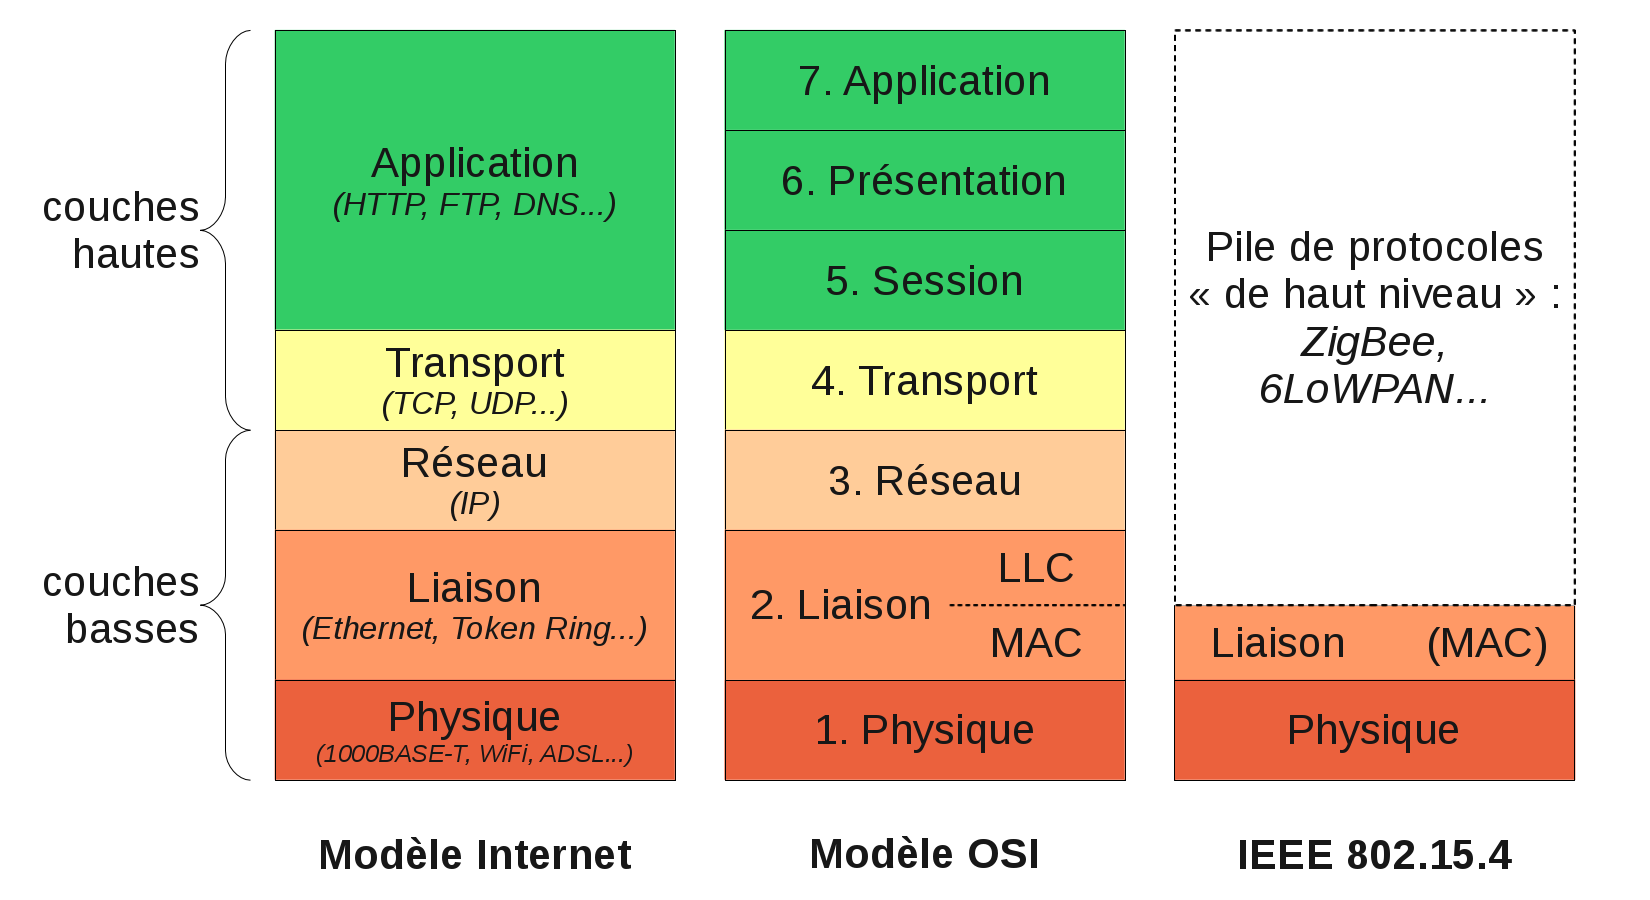 couches
hautes
couches
basses
Application
(HTTP, FTP, DNS...)
Transport
(TCP, UDP...)
Réseau
(IP)
Liaison
(Ethernet, Token Ring...)
Physique
(1000BASE-T, WiFi, ADSL...)
Modèle Internet
7. Application
6. Présentation
5. Session
4. Transport
3. Réseau
2. Liaison
LLC
MAC
1. Physique
Modèle OSI
Pile de protocoles
« de haut niveau » :
ZigBee,
6LoWPAN...
Liaison (MAC)
Physique
IEEE 802.15.4